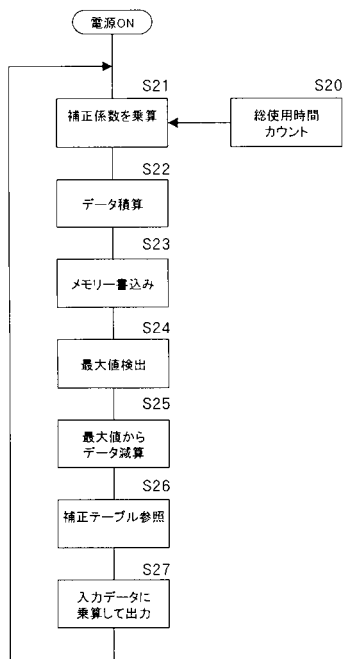 電源ON
S21
補正係数を乗算
S20
総使用時間
カウント
S22
データ積算
S23
メモリー書込み
S24
最大値検出
S25
最大値から
データ減算
S26
補正テーブル参照
S27
入力データに
乗算して出力